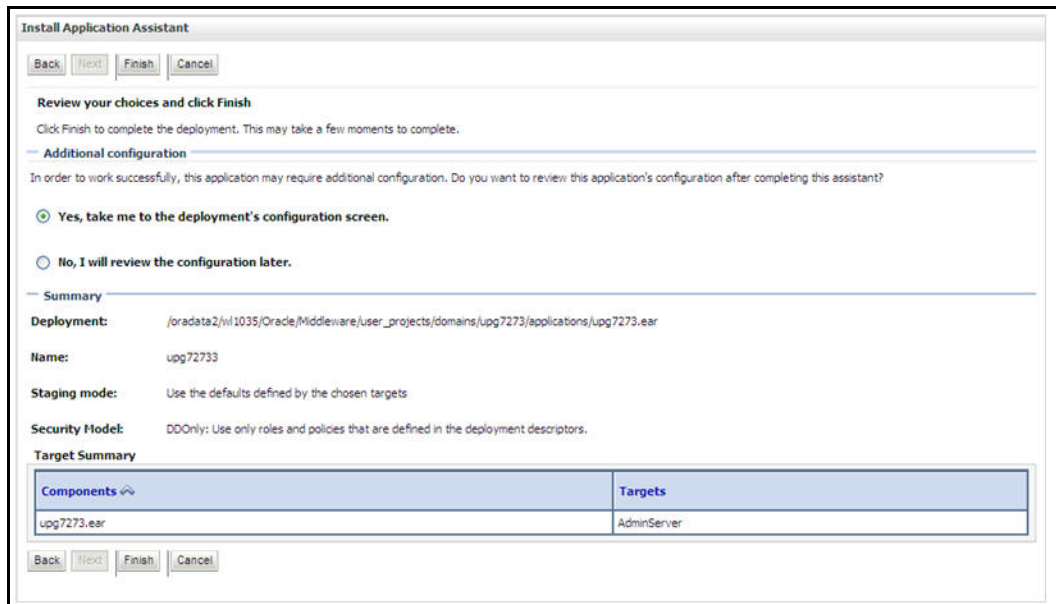 Install Application Assistant
Back Next Finish Cancel
Review your choices and click Finish
Click Finish to complete the deployment. This may take a few moments to complete.
Additional configuration
In order to work successfully, this application may require additional configuration. Do you want to review this application's configuration after completing this assistant?
Yes, take me to the deployment's configuration screen.
No, I will review the configuration later.
Summary
Deployment: /oradata2/wl1035/Oracle/Middleware/user_projects/domains/upg7273/applications/upg7273.ear
Name: upg72733
Staging mode: Use the defaults defined by the chosen targets
Security Model: DDOnly: Use only roles and policies that are defined in the deployment descriptors.
Target Summary
Components Targets
upg7273.ear AdminServer
Back Next Finish Cancel